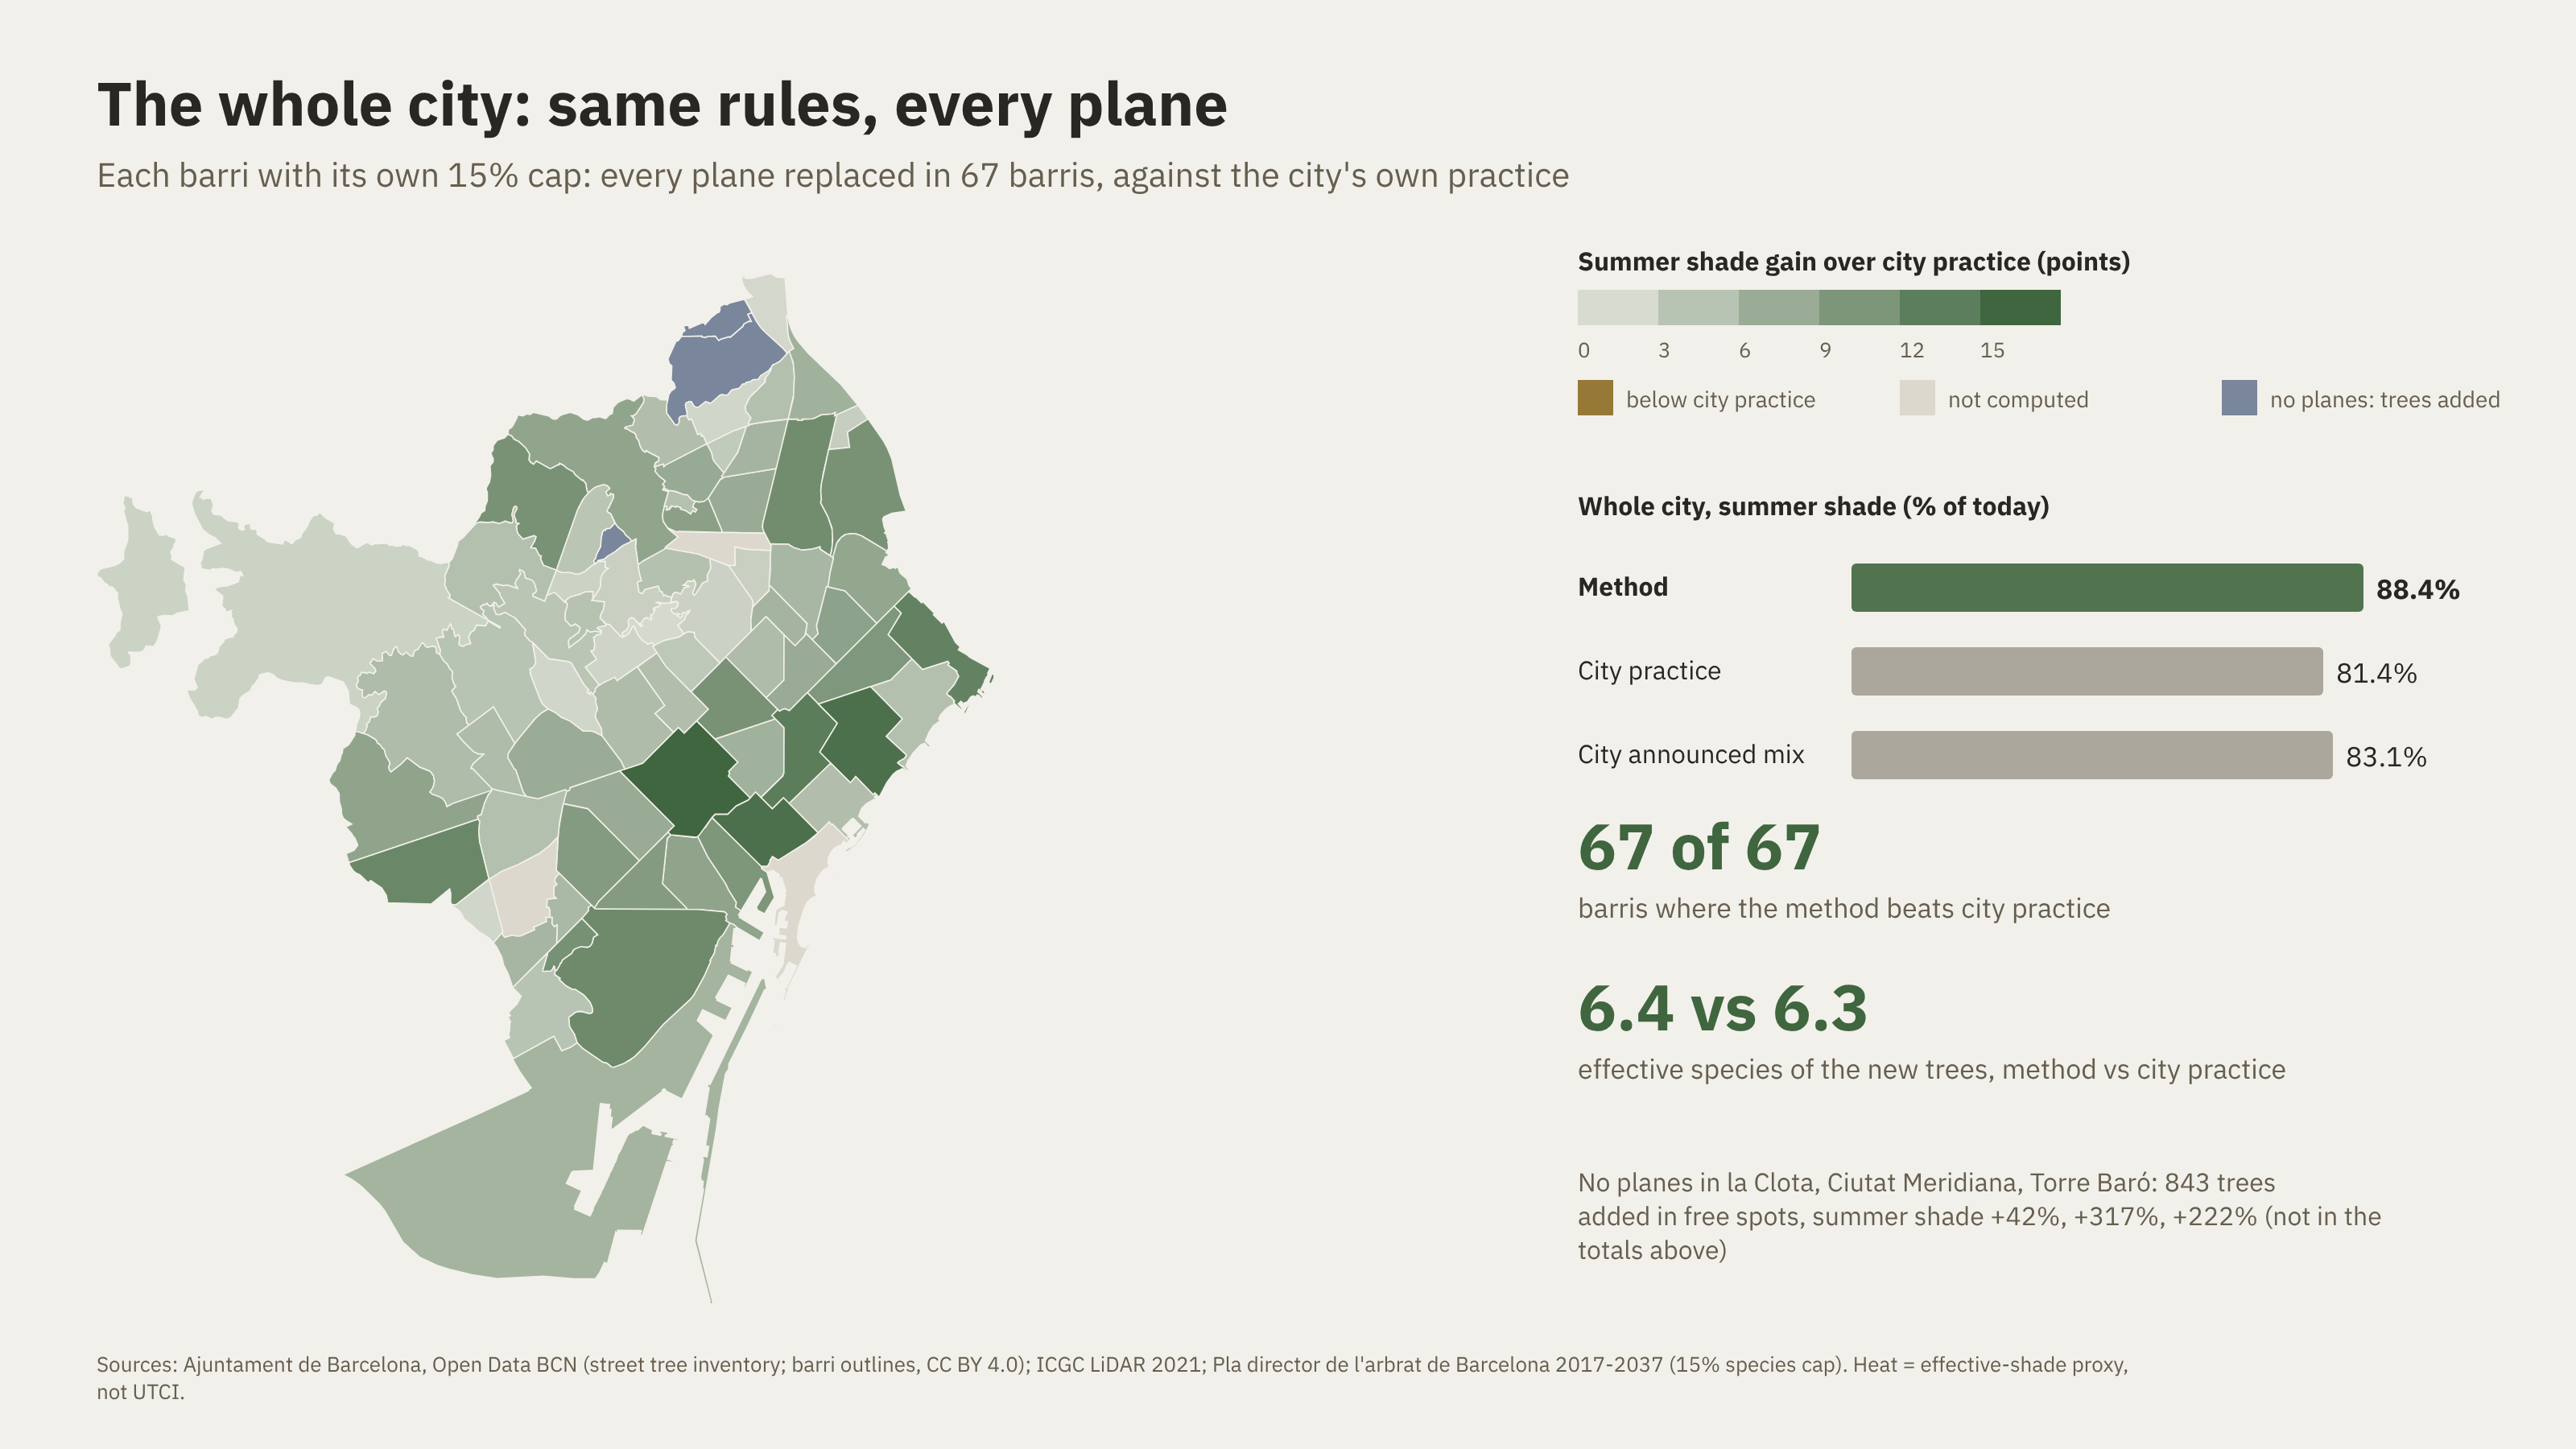 The whole city: same rules, every plane
Each barri with its own 15% cap: every plane replaced in 67 barris, against the city's own practice
Summer shade gain over city practice (points)
0 3 6 9 12 15
below city practice not computed no planes: trees added
Whole city, summer shade (% of today)
Method 88.4%
City practice 81.4%
City announced mix 83.1%
67 of 67
barris where the method beats city practice
6.4 vs 6.3
effective species of the new trees, method vs city practice
No planes in la Clota, Ciutat Meridiana, Torre Baró: 843 trees
added in free spots, summer shade +42%, +317%, +222% (not in the
totals above)
Sources: Ajuntament de Barcelona, Open Data BCN (street tree inventory; barri outlines, CC BY 4.0); ICGC LiDAR 2021; Pla director de l'arbrat de Barcelona 2017-2037 (15% species cap). Heat = effective-shade proxy,
not UTCI.